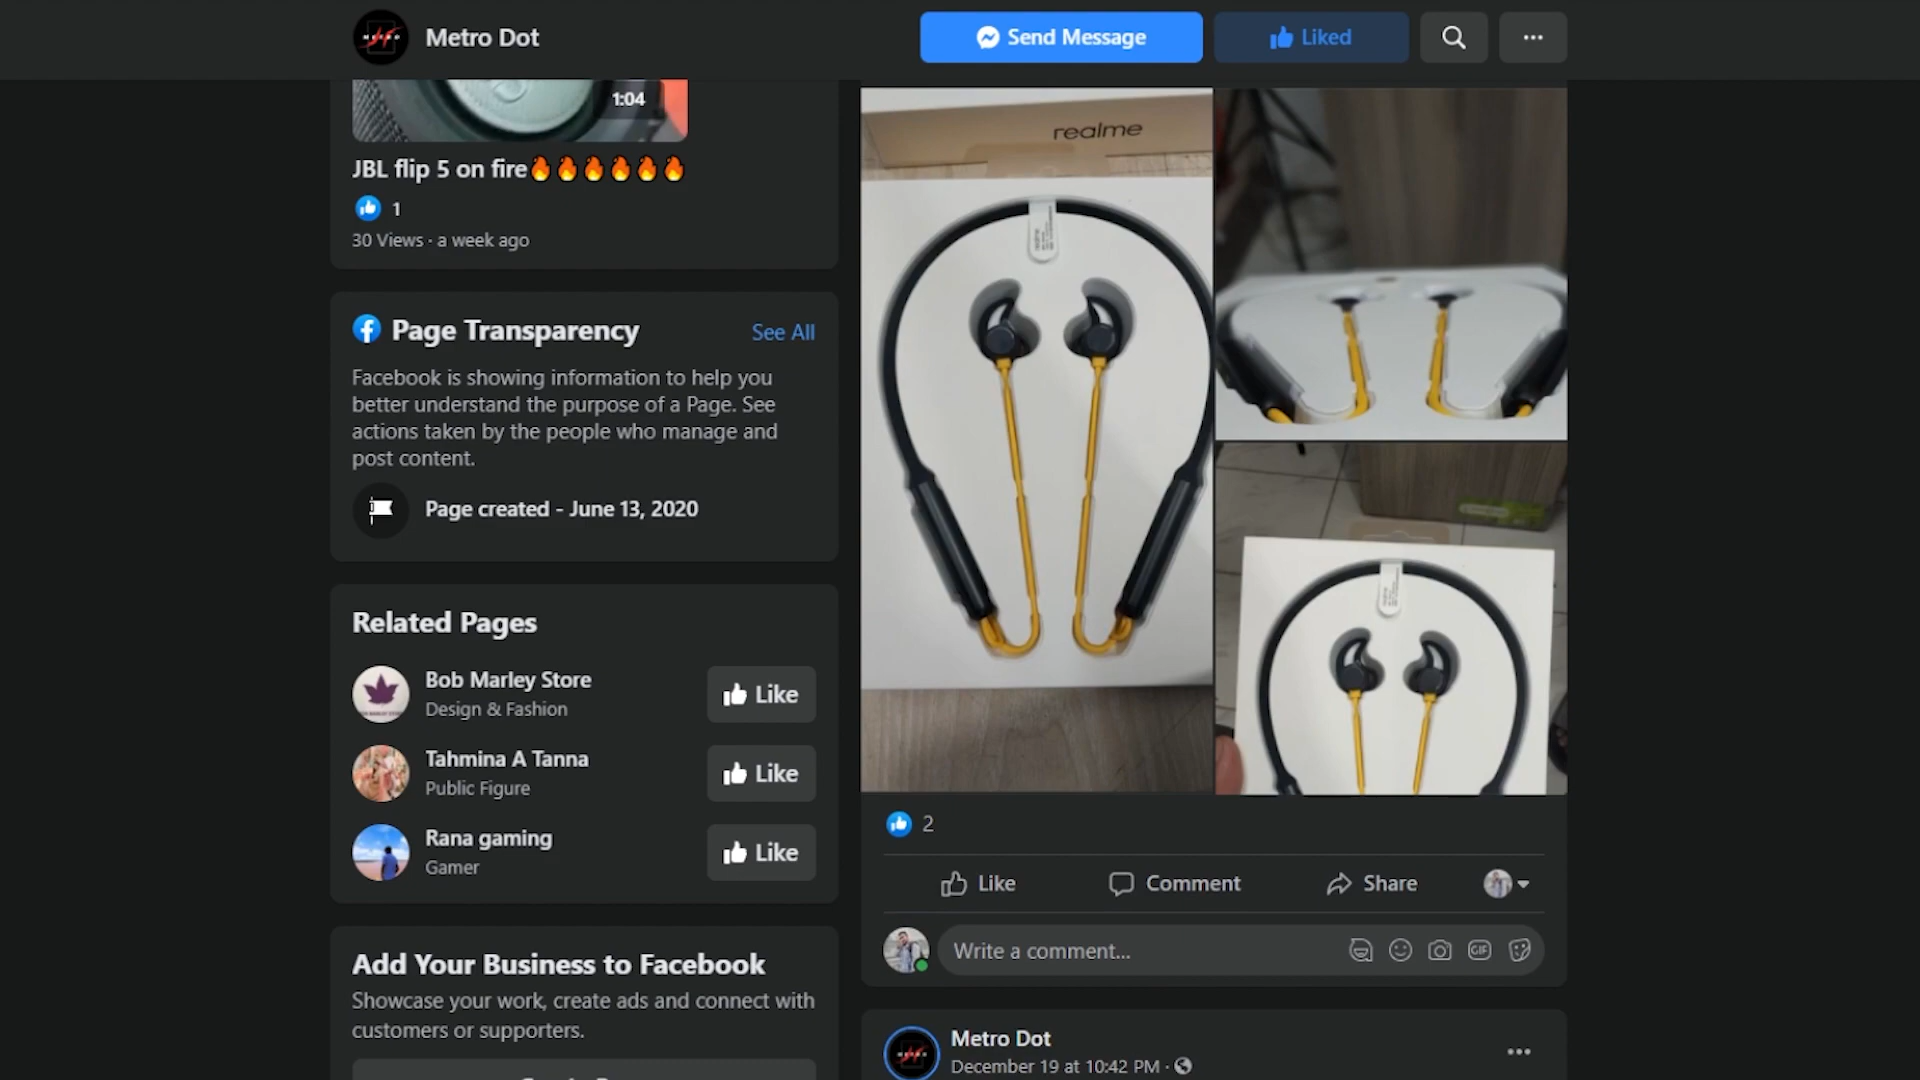 Metro Dot
Send Message
Liked
1:04
JBL flip 5 on fire🔥🔥🔥🔥🔥🔥
1
30 Views · a week ago
Page Transparency
See All
Facebook is showing information to help you
better understand the purpose of a Page. See
actions taken by the people who manage and
post content.
Page created - June 13, 2020
Related Pages
Bob Marley Store
Design & Fashion
Like
Tahmina A Tanna
Public Figure
Like
Rana gaming
Gamer
Like
Add Your Business to Facebook
Showcase your work, create ads and connect with
customers or supporters.
realme
2
Like
Comment
Share
Write a comment...
GIF
Metro Dot
December 19 at 10:42 PM ·